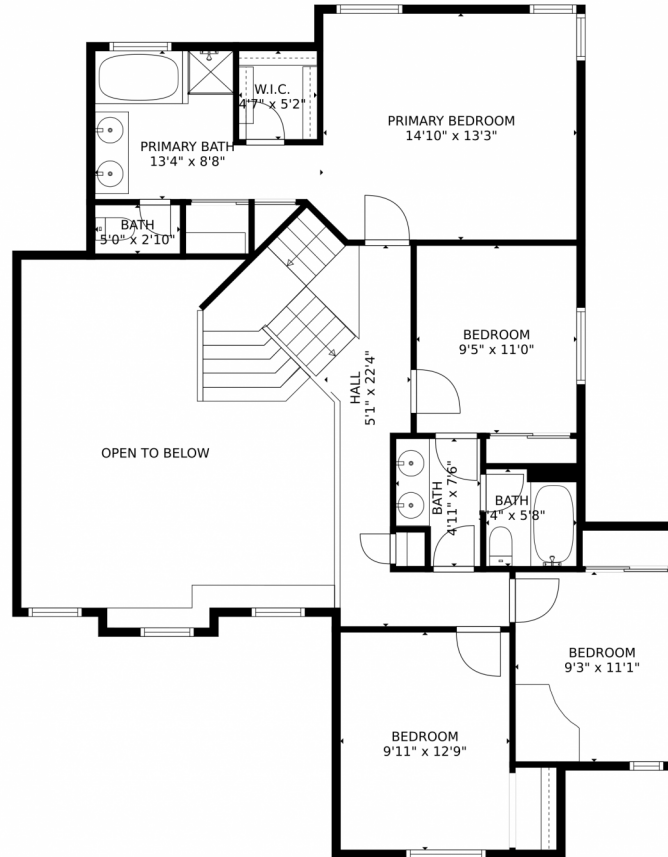 W.I.C.
4'7" x 5'2"
PRIMARY BEDROOM
14'10" x 13'3"
PRIMARY BATH
13'4" x 8'8"
BATH
5'0" x 2'10"
BEDROOM
9'5" x 11'0"
HALL
5'1" x 22'4"
OPEN TO BELOW
BATH
4'11" x 7'6"
BATH
x 5'8"
BEDROOM
9'3" x 11'1"
BEDROOM
9'11" x 12'9"